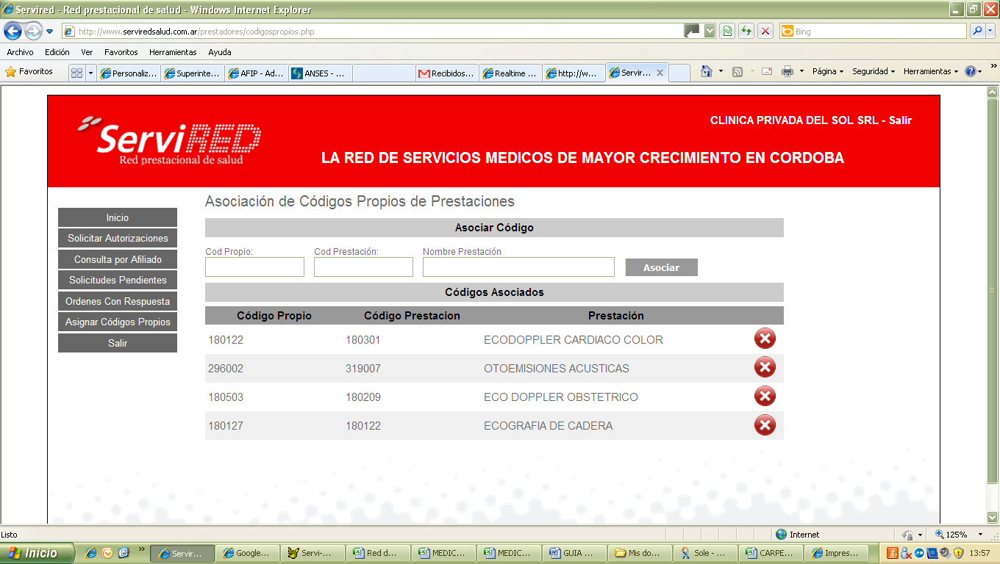 Servired - Red prestacional de salud - Windows Internet Explorer
http://www.serviredsalud.com.ar/prestadores/codigospropios.php
Bing
Archivo Edición Ver Favoritos Herramientas Ayuda
Favoritos Personaliz... Superinte... AFIP - Ad... ANSES - ... Recibidos... Realtime ... http://w... Servir... Página Seguridad Herramientas
ServiRED
Red prestacional de salud
CLINICA PRIVADA DEL SOL SRL - Salir
LA RED DE SERVICIOS MEDICOS DE MAYOR CRECIMIENTO EN CORDOBA
Inicio
Solicitar Autorizaciones
Consulta por Afiliado
Solicitudes Pendientes
Ordenes Con Respuesta
Asignar Códigos Propios
Salir
Asociación de Códigos Propios de Prestaciones
Asociar Código
Cod Propio: Cod Prestación: Nombre Prestación
Asociar
Códigos Asociados
Código Propio Código Prestacion Prestación
180122 180301 ECODOPPLER CARDIACO COLOR
296002 319007 OTOEMISIONES ACUSTICAS
180503 180209 ECO DOPPLER OBSTETRICO
180127 180122 ECOGRAFIA DE CADERA
Listo Internet 125%
Inicio Servir... Google... Servi-... Red d... MEDIC... MEDIC... GUIA ... Mis do... Sole - ... CARPE... Impres... 13:57